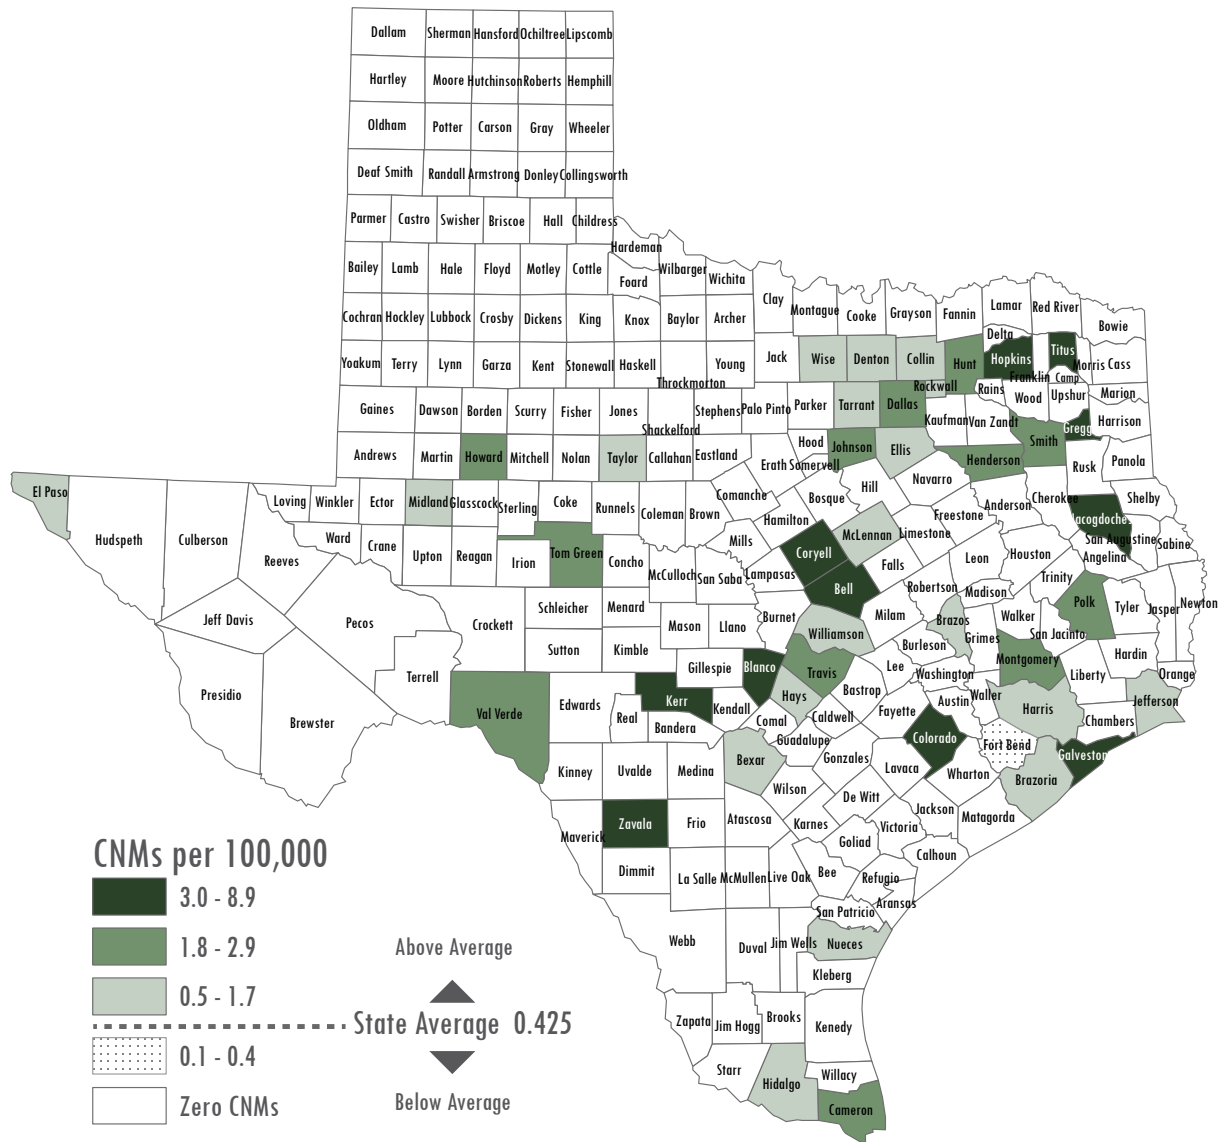 Dallam Sherman Hansford Ochiltree Lipscomb
Hartley Moore Hutchinson Roberts Hemphill
Oldham Potter Carson Gray Wheeler
Deaf Smith Randall Armstrong Donley Collingsworth
Parmer Castro Swisher Briscoe Hall Childress
Hardeman
Bailey Lamb Hale Floyd Motley Cottle Foard Wilbarger Wichita
Clay Montague Cooke Grayson Fannin Lamar Red River Bowie
Cochran Hockley Lubbock Crosby Dickens King Knox Baylor Archer
Delta
Yoakum Terry Lynn Garza Kent Stonewall Haskell Throckmorton Young Jack Wise Denton Collin Hunt Hopkins Franklin Titus Camp Morris Cass
Rockwall Rains Wood Upshur Marion
Gaines Dawson Borden Scurry Fisher Jones Shackelford Stephens Palo Pinto Parker Tarrant Dallas Kaufman Van Zandt Gregg Harrison
Andrews Martin Howard Mitchell Nolan Taylor Callahan Eastland Erath Hood Somervell Johnson Ellis Henderson Smith Rusk Panola
El Paso Hudspeth Culberson Reeves Loving Winkler Ector Midland Glasscock Sterling Coke Runnels Coleman Brown Comanche Bosque Hill Navarro Anderson Cherokee Shelby
Hamilton Freestone Nacogdoches San Augustine Sabine
Ward Crane Upton Reagan Irion Tom Green Concho McCulloch San Saba Mills Lampasas Coryell McLennan Limestone Leon Houston Angelina
Bell Falls Robertson Madison Trinity Polk Tyler Jasper Newton
Jeff Davis Pecos Crockett Schleicher Menard Mason Llano Burnet Williamson Milam Brazos Grimes Walker San Jacinto
Sutton Kimble Gillespie Blanco Travis Burleson Lee Washington Montgomery Liberty Hardin Orange
Presidio Brewster Terrell Val Verde Edwards Real Kerr Bandera Kendall Hays Comal Caldwell Bastrop Fayette Austin Waller Harris Chambers Jefferson
Kinney Uvalde Medina Bexar Guadalupe Gonzales Lavaca Colorado Wharton Fort Bend Brazoria Galveston
Maverick Zavala Frio Atascosa Wilson Karnes De Witt Jackson Matagorda
Goliad Victoria Calhoun
Dimmit La Salle McMullen Live Oak Bee Refugio
San Patricio Aransas
Webb Duval Jim Wells Nueces
Kleberg
Zapata Jim Hogg Brooks Kenedy
Starr Hidalgo Willacy
Cameron
CNMs per 100,000
3.0 - 8.9
1.8 - 2.9
0.5 - 1.7
Above Average
State Average 0.425
0.1 - 0.4
Below Average
Zero CNMs